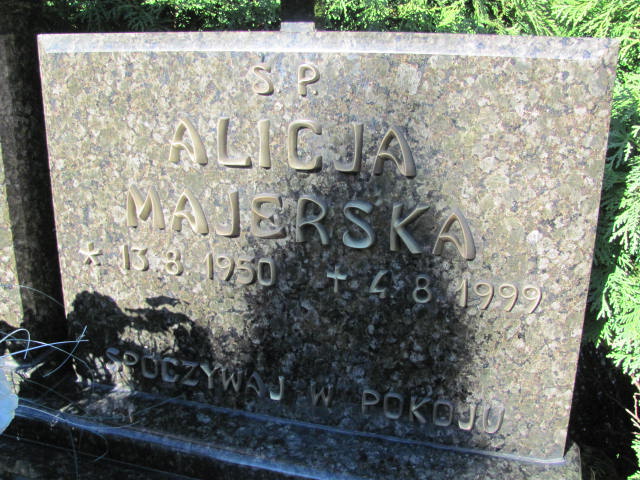 Ś P.
ALICJA
MAJERSKA
* 13.8 1950 + 4.8 1999
SPOCZYWAJ W POKOJU